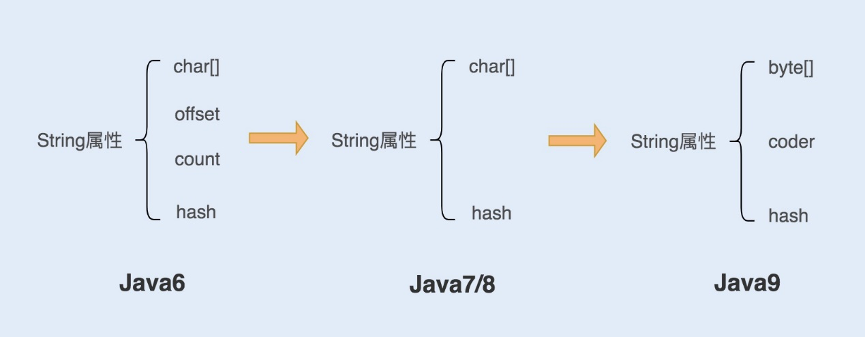 char[]
offset
String属性
count
hash
Java6
char[]
String属性
hash
Java7/8
byte[]
String属性
coder
hash
Java9